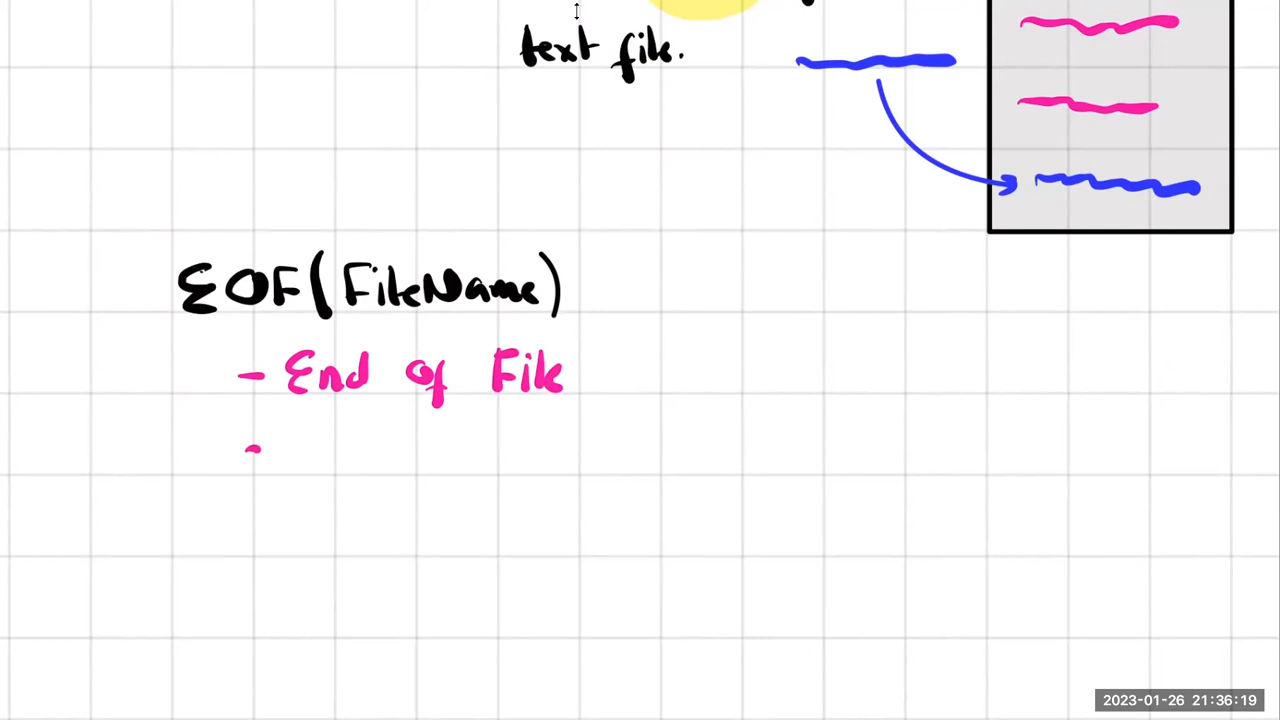 text file.
EOF(FileName)
- End of File
-
2023-01-26 21:36:19